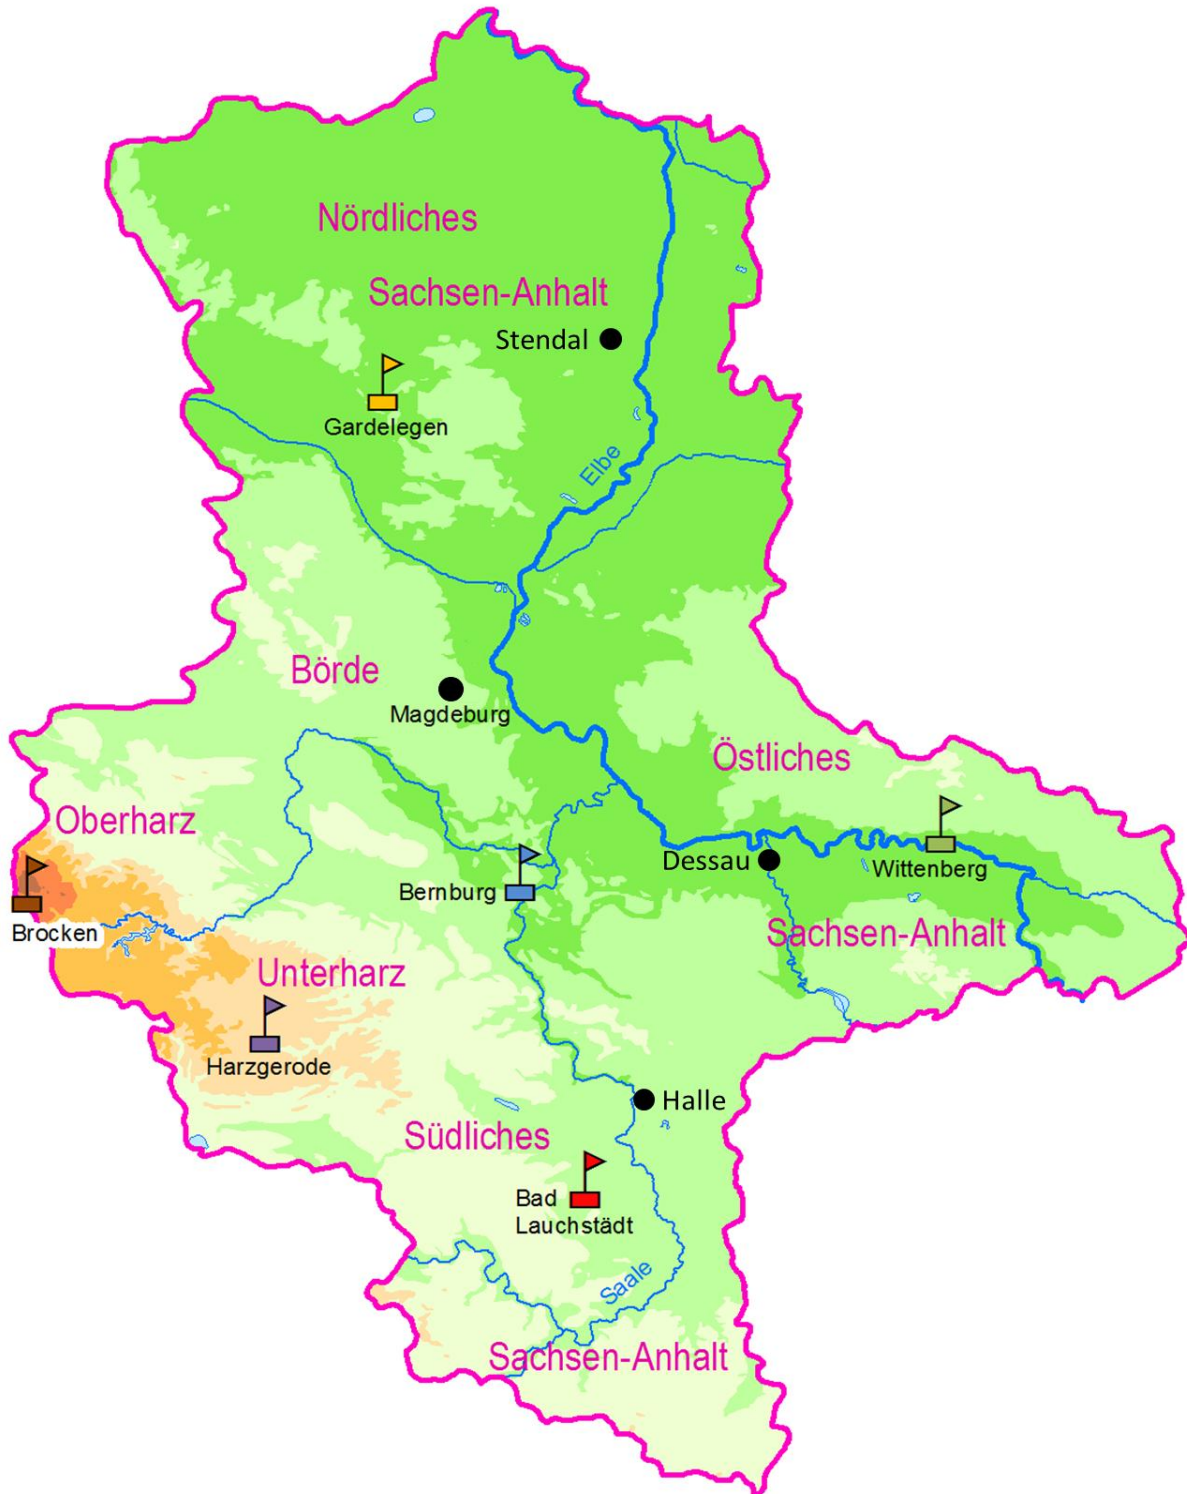 Nördliches
Sachsen-Anhalt
Stendal
Gardelegen
Elbe
Börde
Magdeburg
Östliches
Oberharz
Dessau
Wittenberg
Bernburg
Brocken
Sachsen-Anhalt
Unterharz
Harzgerode
Halle
Südliches
Bad
Lauchstädt
Saale
Sachsen-Anhalt